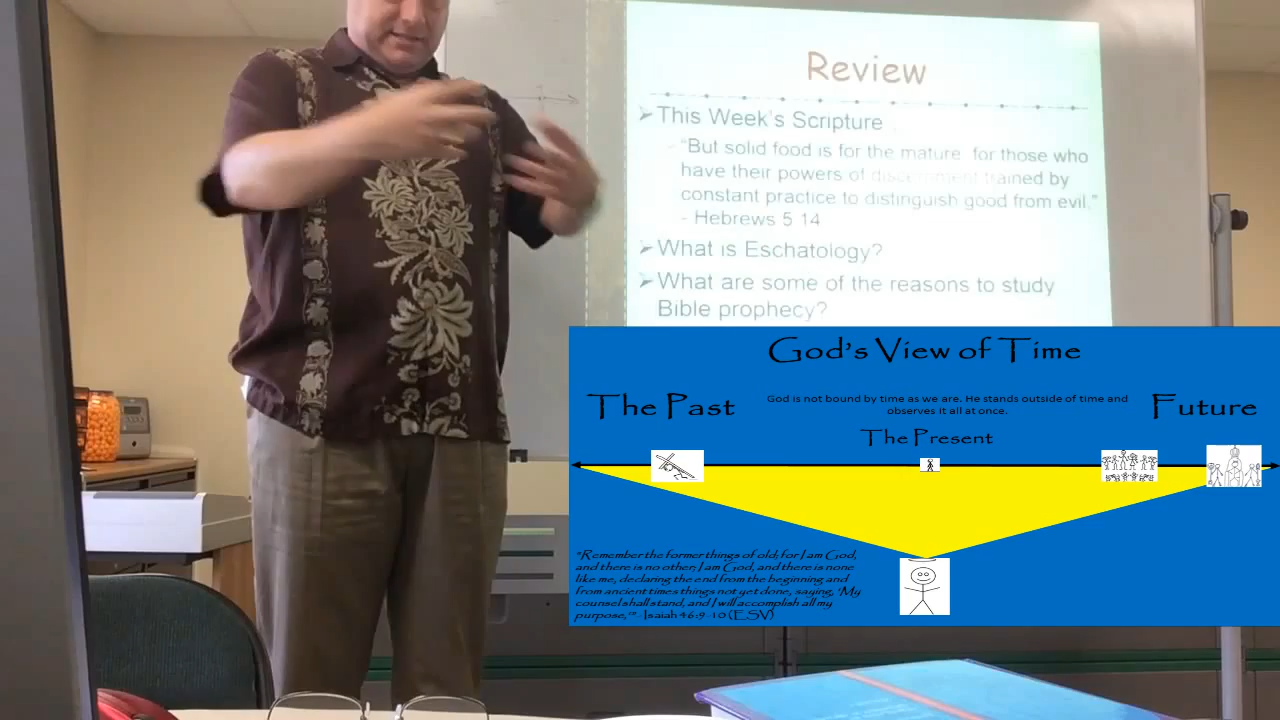 Review
This Week's Scripture
"But solid food is for the mature for those who
have their powers of discernment trained by
constant practice to distinguish good from evil,"
- Hebrews 5 14
What is Eschatology?
What are some of the reasons to study
Bible prophecy?
God's View of Time
The Past
God is not bound by time as we are. He stands outside of time and
observes it all at once.
Future
The Present
"Remember the former things of old; for I am God,
and there is no other; I am God, and there is none
like me, declaring the end from the beginning and
from ancient times things not yet done, saying, 'My
counsel shall stand, and I will accomplish all my
purpose,'" - Isaiah 46:9-10 (ESV)